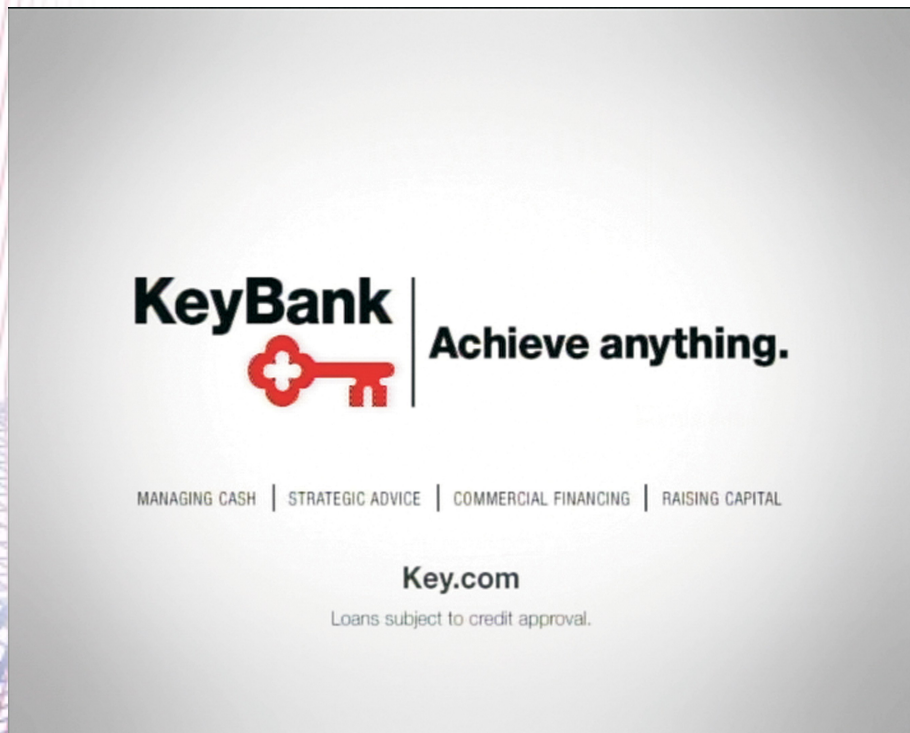 KeyBank
Achieve anything.
MANAGING CASH | STRATEGIC ADVICE | COMMERCIAL FINANCING | RAISING CAPITAL
Key.com
Loans subject to credit approval.